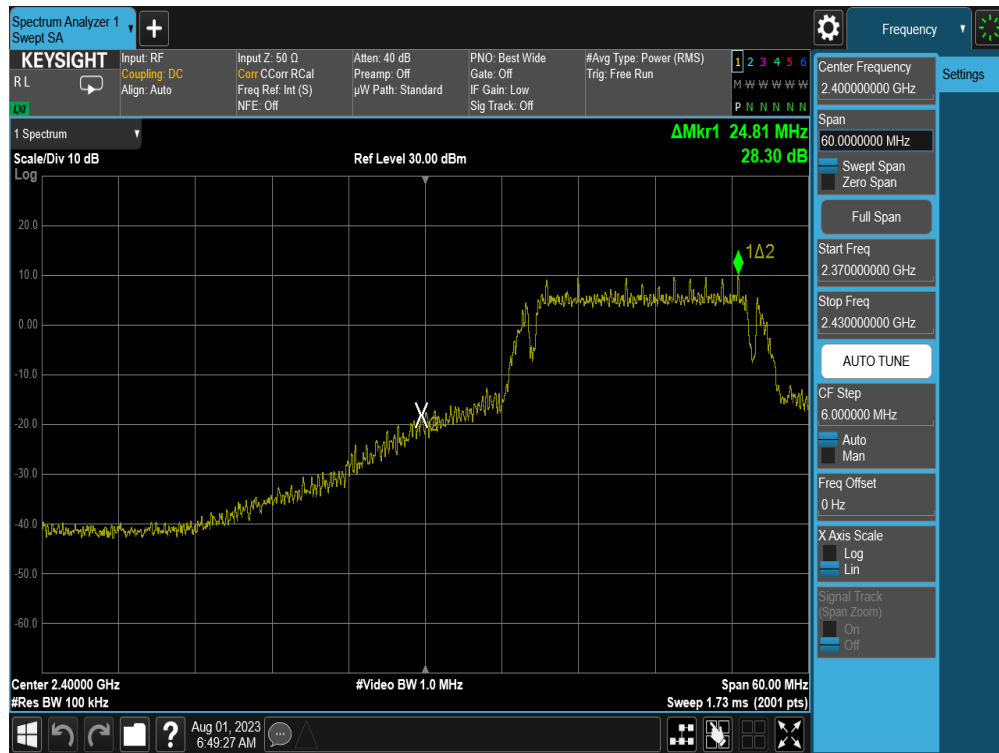 Spectrum Analyzer 1
Swept SA
Frequency
KEYSIGHT
R L
LXI
Input: RF
Coupling: DC
Align: Auto
Input Z: 50 Ω
Corr CCorr RCal
Freq Ref: Int (S)
NFE: Off
Atten: 40 dB
Preamp: Off
µW Path: Standard
PNO: Best Wide
Gate: Off
IF Gain: Low
Sig Track: Off
#Avg Type: Power (RMS)
Trig: Free Run
1 2 3 4 5 6
M W W W W W
P N N N N N
1 Spectrum
Scale/Div 10 dB
Log
Ref Level 30.00 dBm
ΔMkr1 24.81 MHz
28.30 dB
20.0
10.0
0.00
-10.0
-20.0
-30.0
-40.0
-50.0
-60.0
1Δ2
X
Center 2.40000 GHz
#Res BW 100 kHz
#Video BW 1.0 MHz
Span 60.00 MHz
Sweep 1.73 ms (2001 pts)
Center Frequency
2.400000000 GHz
Settings
Span
60.0000000 MHz
Swept Span
Zero Span
Full Span
Start Freq
2.370000000 GHz
Stop Freq
2.430000000 GHz
AUTO TUNE
CF Step
6.000000 MHz
Auto
Man
Freq Offset
0 Hz
X Axis Scale
Log
Lin
Signal Track
(Span Zoom)
On
Off
?
Aug 01, 2023
6:49:27 AM